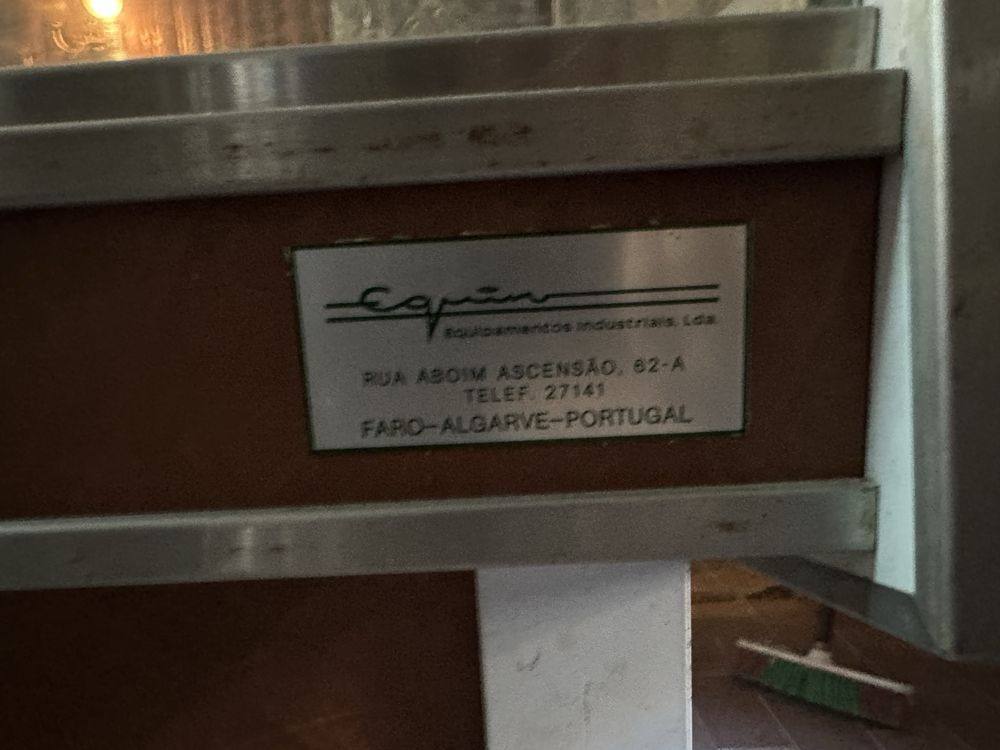 Equin
Equipamentos Industriais, Lda.
RUA ABOIM ASCENSÃO, 62-A
TELEF. 27141
FARO-ALGARVE-PORTUGAL